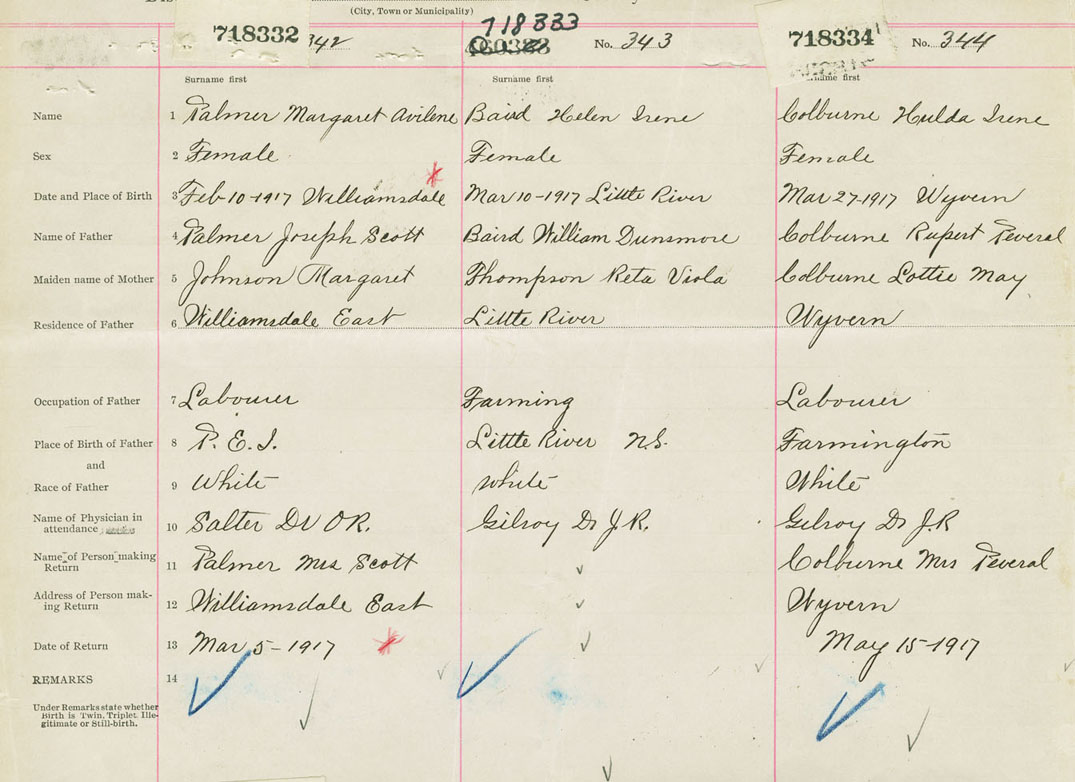 (City, Town or Municipality)
718332 342 718333 No. 343 718334 No. 344
Surname first Surname first first
Name 1 Palmer Margaret Avilene Baird Helen Irene Colburne Hulda Irene
Sex 2 Female Female Female
Date and Place of Birth 3 Feb 10-1917 Williamsdale Mar 10-1917 Little River Mar 27-1917 Wyvern
Name of Father 4 Palmer Joseph Scott Baird William Dunsmore Colburne Rupert Peveral
Maiden name of Mother 5 Johnson Margaret Thompson Reta Viola Colburne Lottie May
Residence of Father 6 Williamsdale East Little River Wyvern
Occupation of Father 7 Labourer Farming Labourer
Place of Birth of Father 8 P.E.I. Little River N.S. Farmington
and
Race of Father 9 White White White
Name of Physician in
attendance 10 Salter Dr O R. Gilroy Dr J.R. Gilroy Dr J.R
Name of Person making
Return 11 Palmer Mrs Scott Colburne Mrs Peveral
Address of Person mak-
ing Return 12 Williamsdale East Wyvern
Date of Return 13 Mar 5-1917 May 15-1917
REMARKS 14
Under Remarks state whether
Birth is Twin, Triplet, Ille-
gitimate or Still-birth.